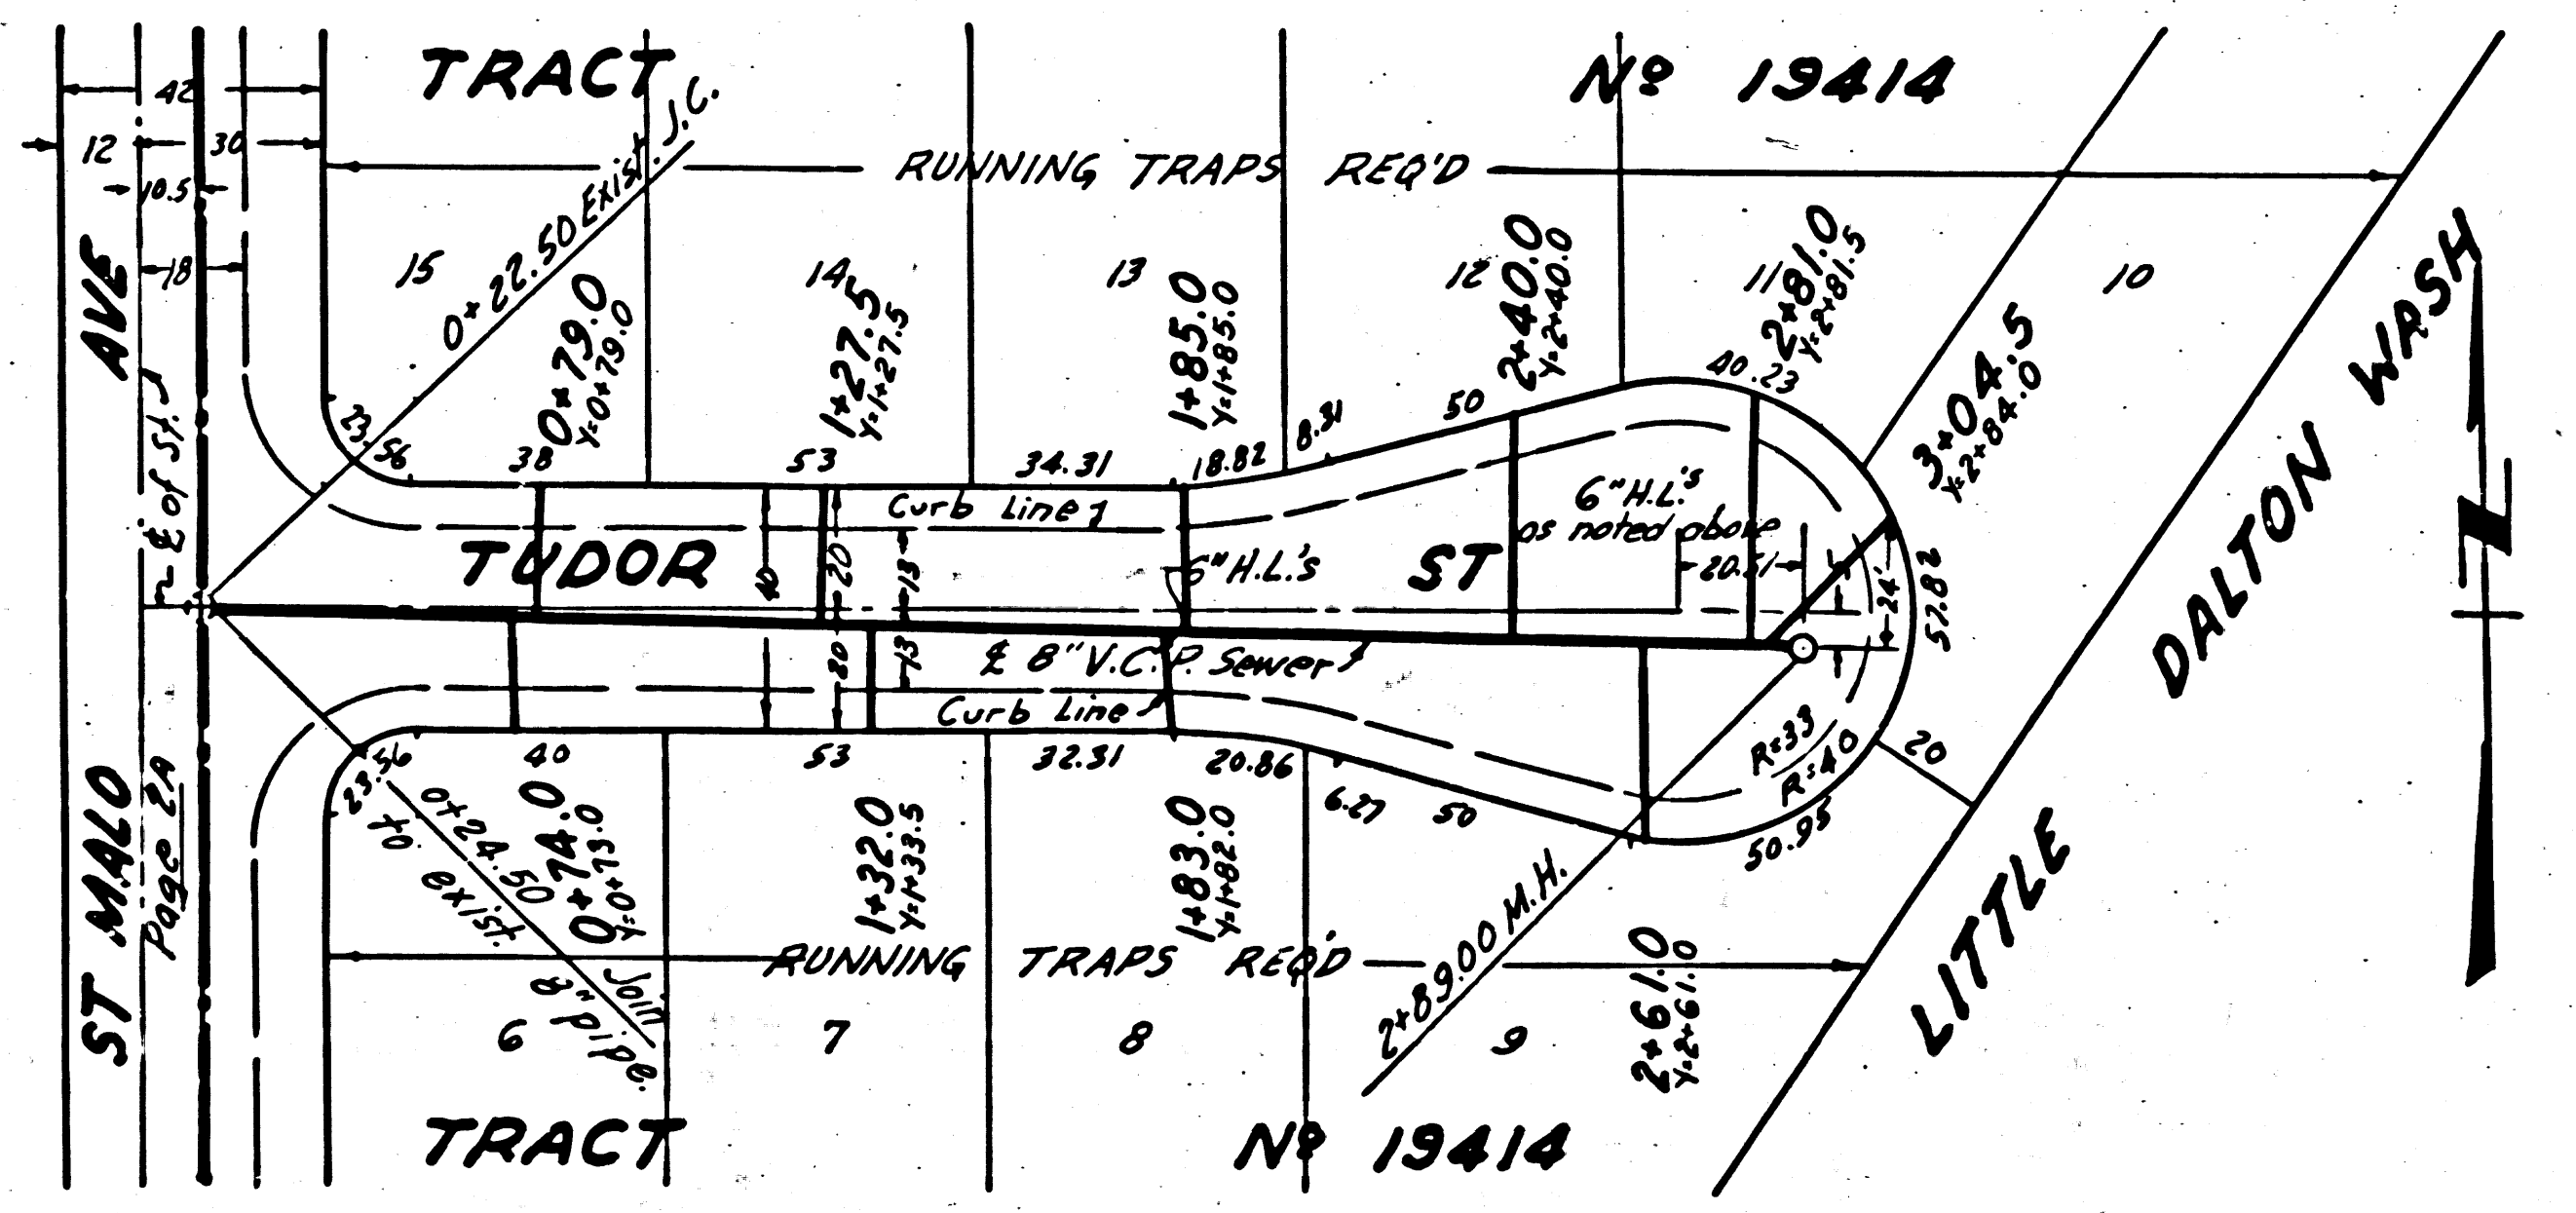 TRACT
Nº 19414
42
12
30
10.5
18
RUNNING TRAPS REQ'D
0+22.50 Exist. J.C.
15
14
13
12
11
10
0+79.0
Y=0+79.0
1+27.5
Y=1+27.5
1+85.0
Y=1+85.0
2+40.0
Y=2+40.0
2+81.0
Y=2+81.5
3+04.5
Y=2+84.0
23.56
38
53
34.31
18.82
8.31
50
40.23
57.82
Curb Line
6" H.L.'s
as noted above
TUDOR
ST
40
20
13
6" H.L.'s
20.51
5
24'
20
13
℄ 8" V.C.P. Sewer
Curb Line
R=33
R=40
20
23.56
40
53
32.31
20.86
6.27
50
50.95
0+24.50
Join
to exist. 8" pipe.
0+74.0
Y=0+73.0
1+32.0
Y=1+33.5
1+83.0
Y=1+82.0
2+89.00 M.H.
2+61.0
Y=2+61.0
RUNNING TRAPS REQ'D
6
7
8
9
TRACT
Nº 19414
ST MALO AVE
Page 2A
℄ of St.
LITTLE DALTON WASH
N